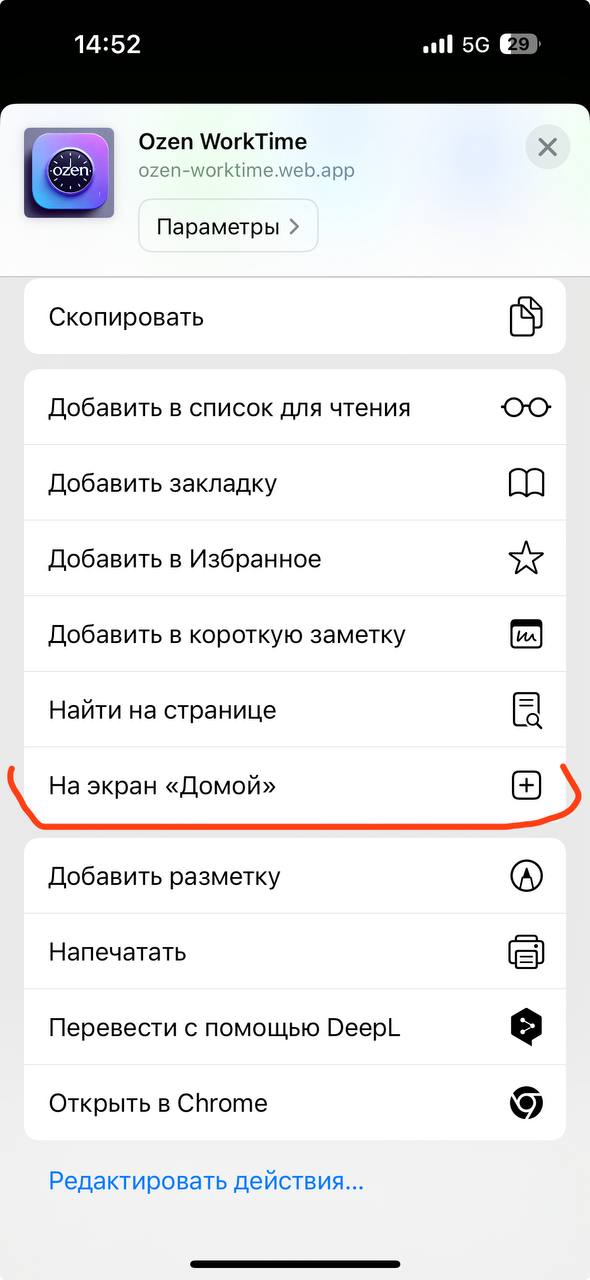 14:52
5G
29
ozen
Ozen WorkTime
ozen-worktime.web.app
Параметры
Скопировать
Добавить в список для чтения
Добавить закладку
Добавить в Избранное
Добавить в короткую заметку
Найти на странице
На экран «Домой»
Добавить разметку
Напечатать
Перевести с помощью DeepL
Открыть в Chrome
Редактировать действия...